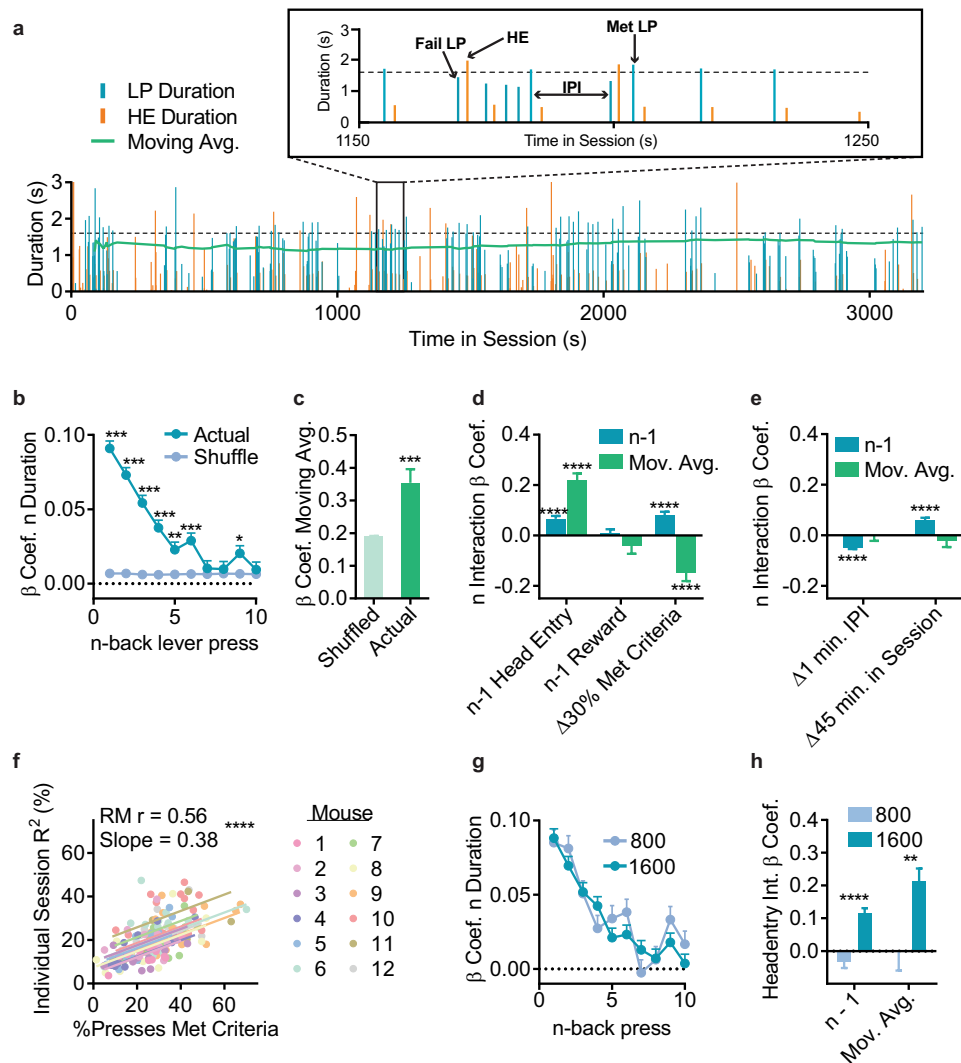 a
LP Duration
HE Duration
Moving Avg.
Duration (s)
3
2
1
0
Fail LP
HE
Met LP
IPI
1150
Time in Session (s)
1250
Duration (s)
3
2
1
0
0
1000
2000
3000
Time in Session (s)
b
β Coef. n Duration
0.10
0.05
0.00
***
***
***
***
**
***
*
Actual
Shuffle
0
5
10
n-back lever press
c
β Coef. Moving Avg.
0.5
0.4
0.3
0.2
0.1
0.0
***
Shuffled
Actual
d
n Interaction β Coef.
0.4
0.2
0.0
-0.2
n-1
Mov. Avg.
****
****
****
****
n-1 Head Entry
n-1 Reward
Δ30% Met Criteria
e
n Interaction β Coef.
0.4
0.2
0.0
-0.2
n-1
Mov. Avg.
****
****
Δ1 min. IPI
Δ45 min. in Session
f
Individual Session R² (%)
80
60
40
20
0
RM r = 0.56
Slope = 0.38
****
0
20
40
60
%Presses Met Criteria
Mouse
1
2
3
4
5
6
7
8
9
10
11
12
g
β Coef. n Duration
0.10
0.05
0.00
800
1600
0
5
10
n-back press
h
Headentry Int. β Coef.
0.4
0.3
0.2
0.1
0.0
-0.1
800
1600
****
**
n - 1
Mov. Avg.